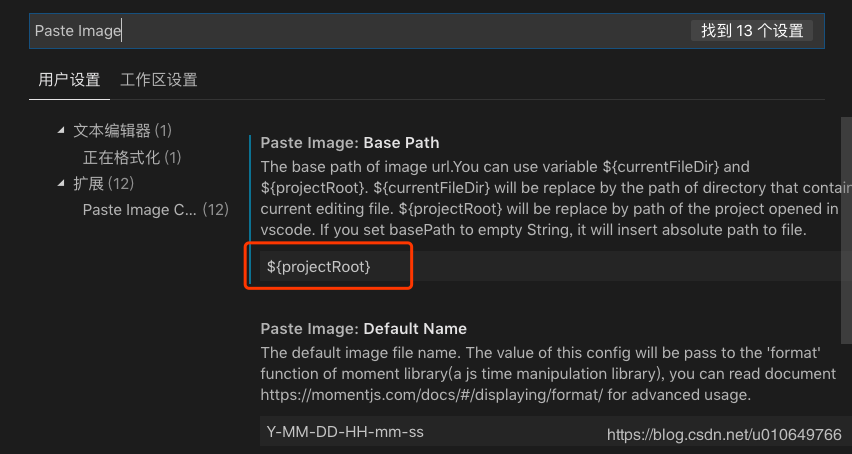 Paste Image
找到 13 个设置
用户设置 工作区设置
文本编辑器 (1)
正在格式化 (1)
扩展 (12)
Paste Image C... (12)
Paste Image: Base Path
The base path of image url.You can use variable ${currentFileDir} and
${projectRoot}. ${currentFileDir} will be replace by the path of directory that contain
current editing file. ${projectRoot} will be replace by path of the project opened in
vscode. If you set basePath to empty String, it will insert absolute path to file.
${projectRoot}
Paste Image: Default Name
The default image file name. The value of this config will be pass to the 'format'
function of moment library(a js time manipulation library), you can read document
https://momentjs.com/docs/#/displaying/format/ for advanced usage.
Y-MM-DD-HH-mm-ss
https://blog.csdn.net/u010649766